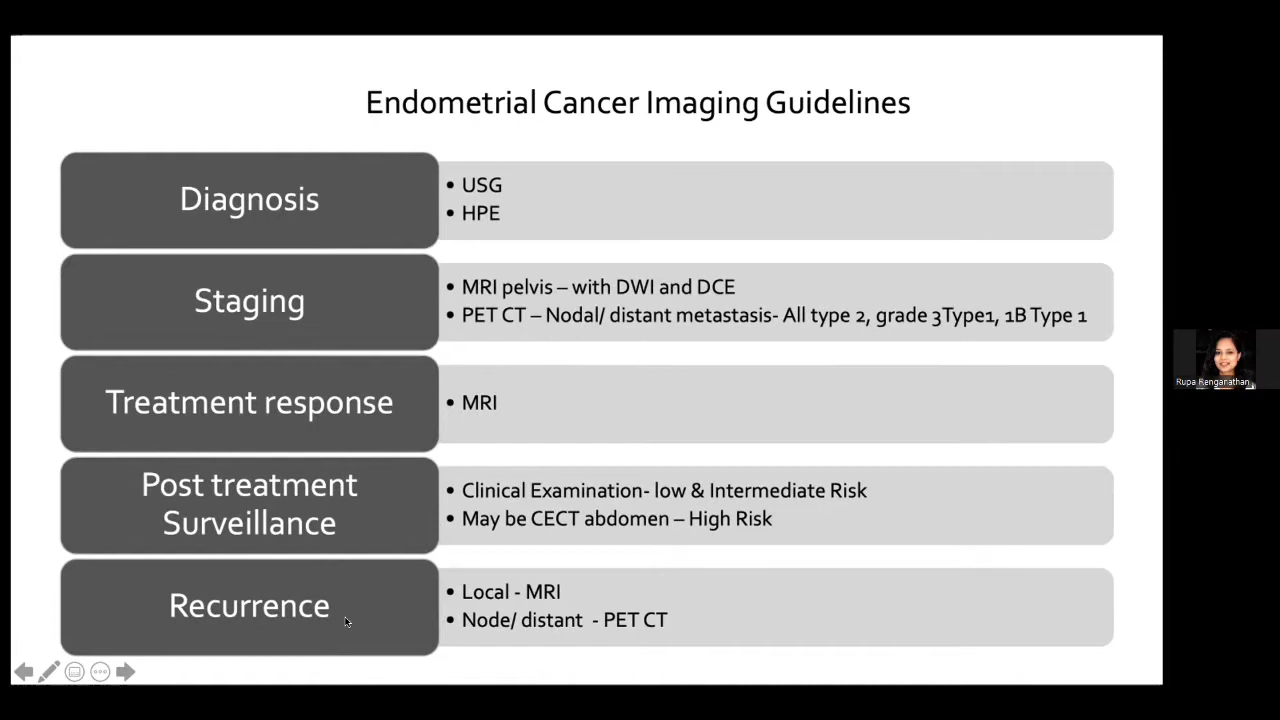 Endometrial Cancer Imaging Guidelines
Diagnosis
• USG
• HPE
Staging
• MRI pelvis – with DWI and DCE
• PET CT – Nodal/ distant metastasis- All type 2, grade 3Type1, 1B Type 1
Treatment response
• MRI
Post treatment
Surveillance
• Clinical Examination- low & Intermediate Risk
• May be CECT abdomen – High Risk
Recurrence
• Local - MRI
• Node/ distant - PET CT
Rupa Renganathan